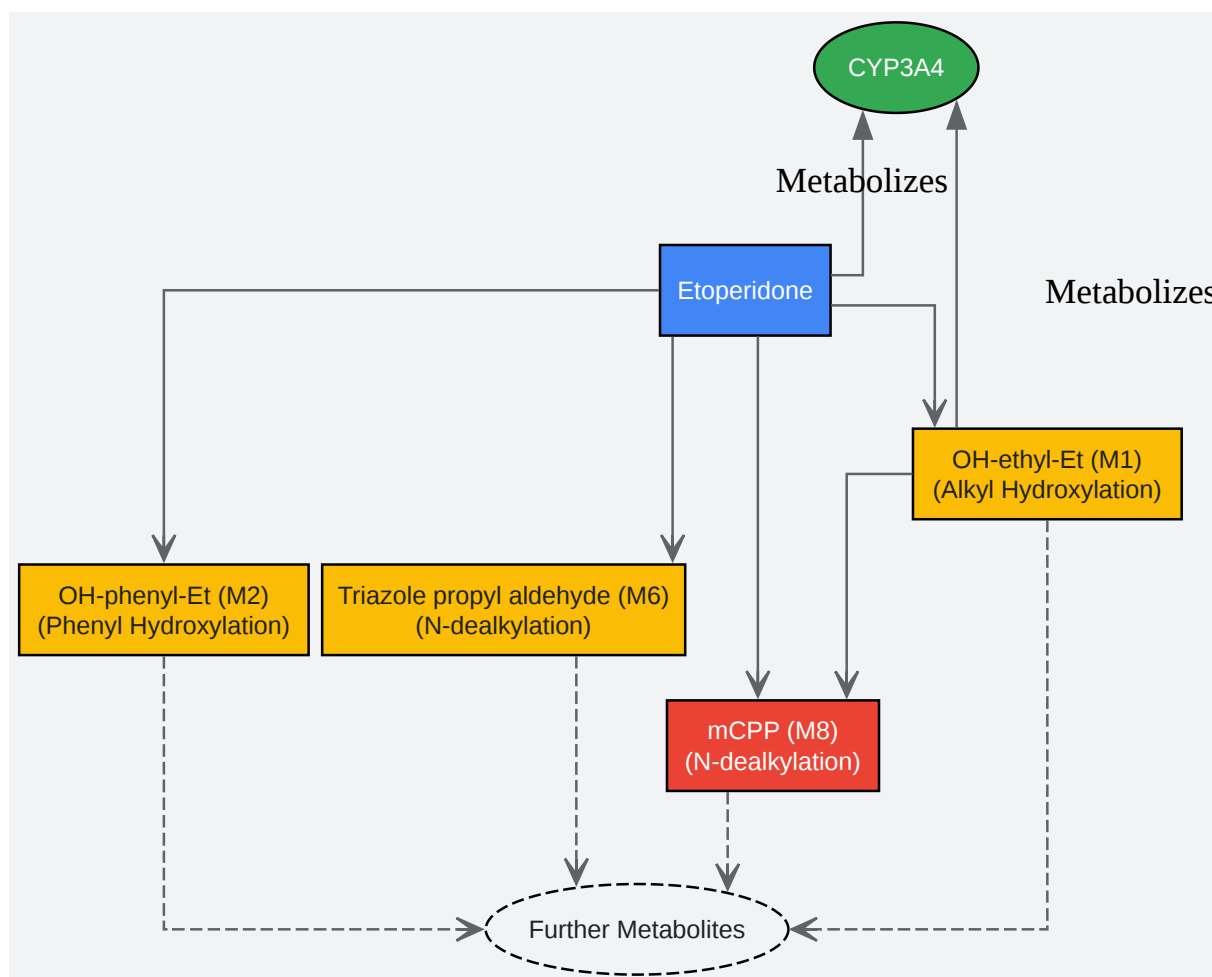 CYP3A4
Metabolizes
Etoperidone
Metabolizes
OH-ethyl-Et (M1)
(Alkyl Hydroxylation)
OH-phenyl-Et (M2)
(Phenyl Hydroxylation)
Triazole propyl aldehyde (M6)
(N-dealkylation)
mCPP (M8)
(N-dealkylation)
Further Metabolites